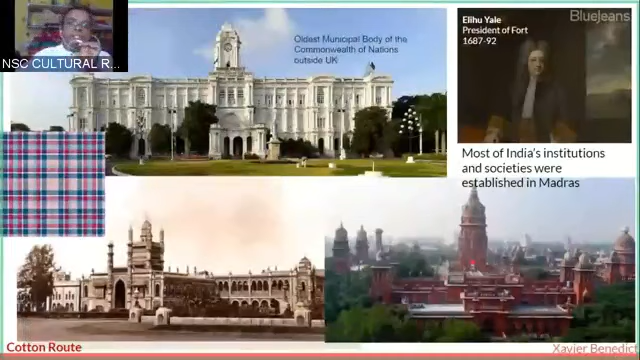 NSC CULTURAL R...
Oldest Municipal Body of the
Commonwealth of Nations
outside UK
Elihu Yale
President of Fort
1687-92
BlueJeans
Most of India's institutions
and societies were
established in Madras
Cotton Route
Xavier Benedict